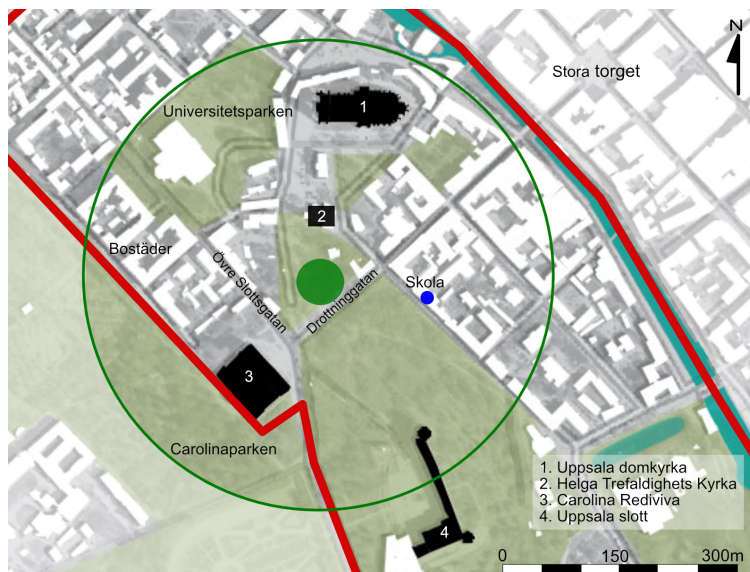 N
Stora torget
1
Universitetsparken
2
Bostäder
Övre Slottsgatan
Drottninggatan
Skola
3
Carolinaparken
1. Uppsala domkyrka
2. Helga Trefaldighets Kyrka
3. Carolina Rediviva
4. Uppsala slott
4
0 150 300m